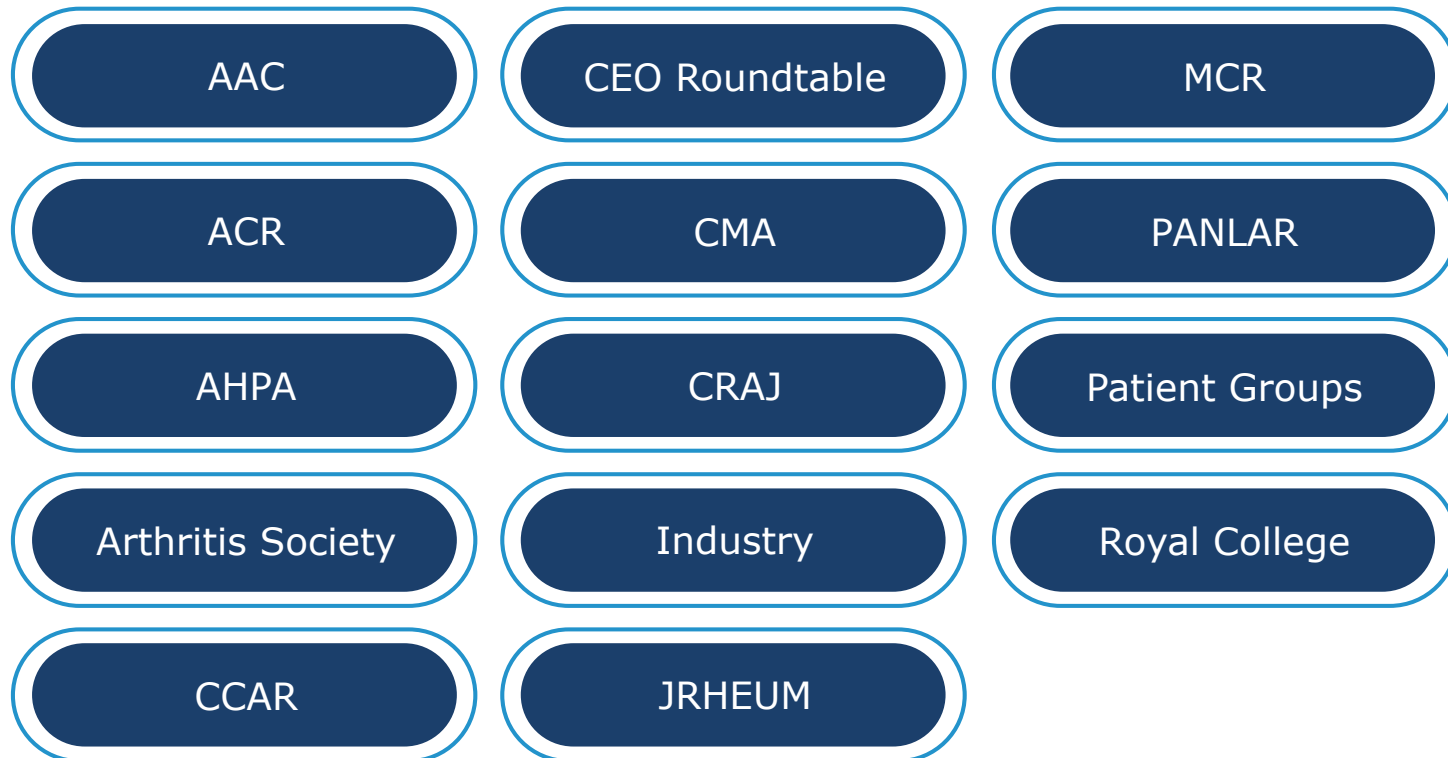 AAC
CEO Roundtable
MCR
ACR
CMA
PANLAR
AHPA
CRAJ
Patient Groups
Arthritis Society
Industry
Royal College
CCAR
JRHEUM